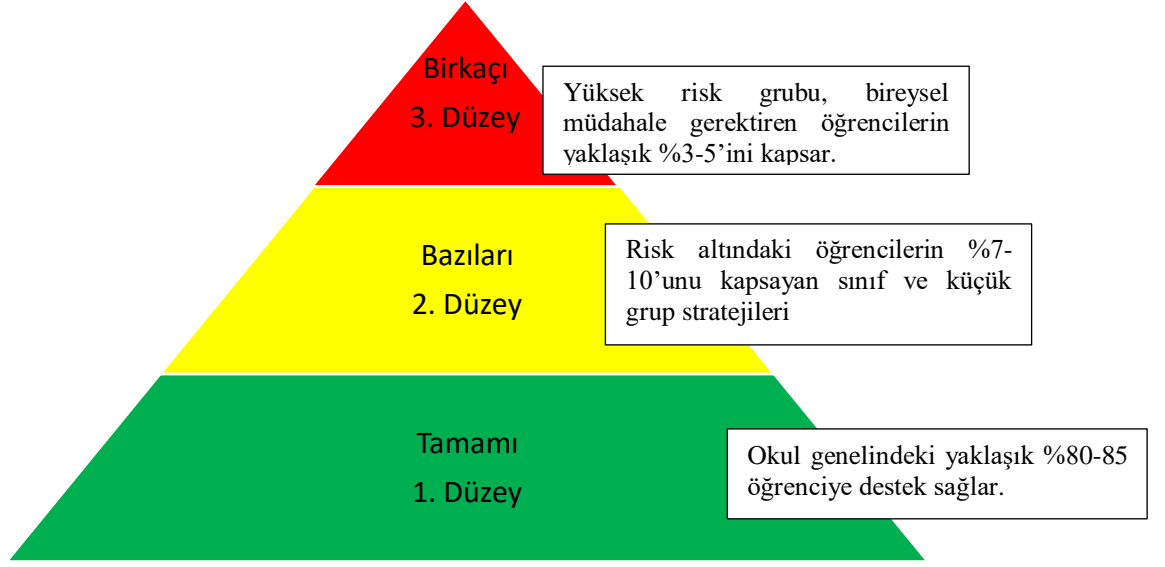 Birkaçı
3. Düzey
Yüksek risk grubu, bireysel
müdahale gerektiren öğrencilerin
yaklaşık %3-5’ini kapsar.
Bazıları
2. Düzey
Risk altındaki öğrencilerin %7-
10’unu kapsayan sınıf ve küçük
grup stratejileri
Tamamı
1. Düzey
Okul genelindeki yaklaşık %80-85
öğrenciye destek sağlar.